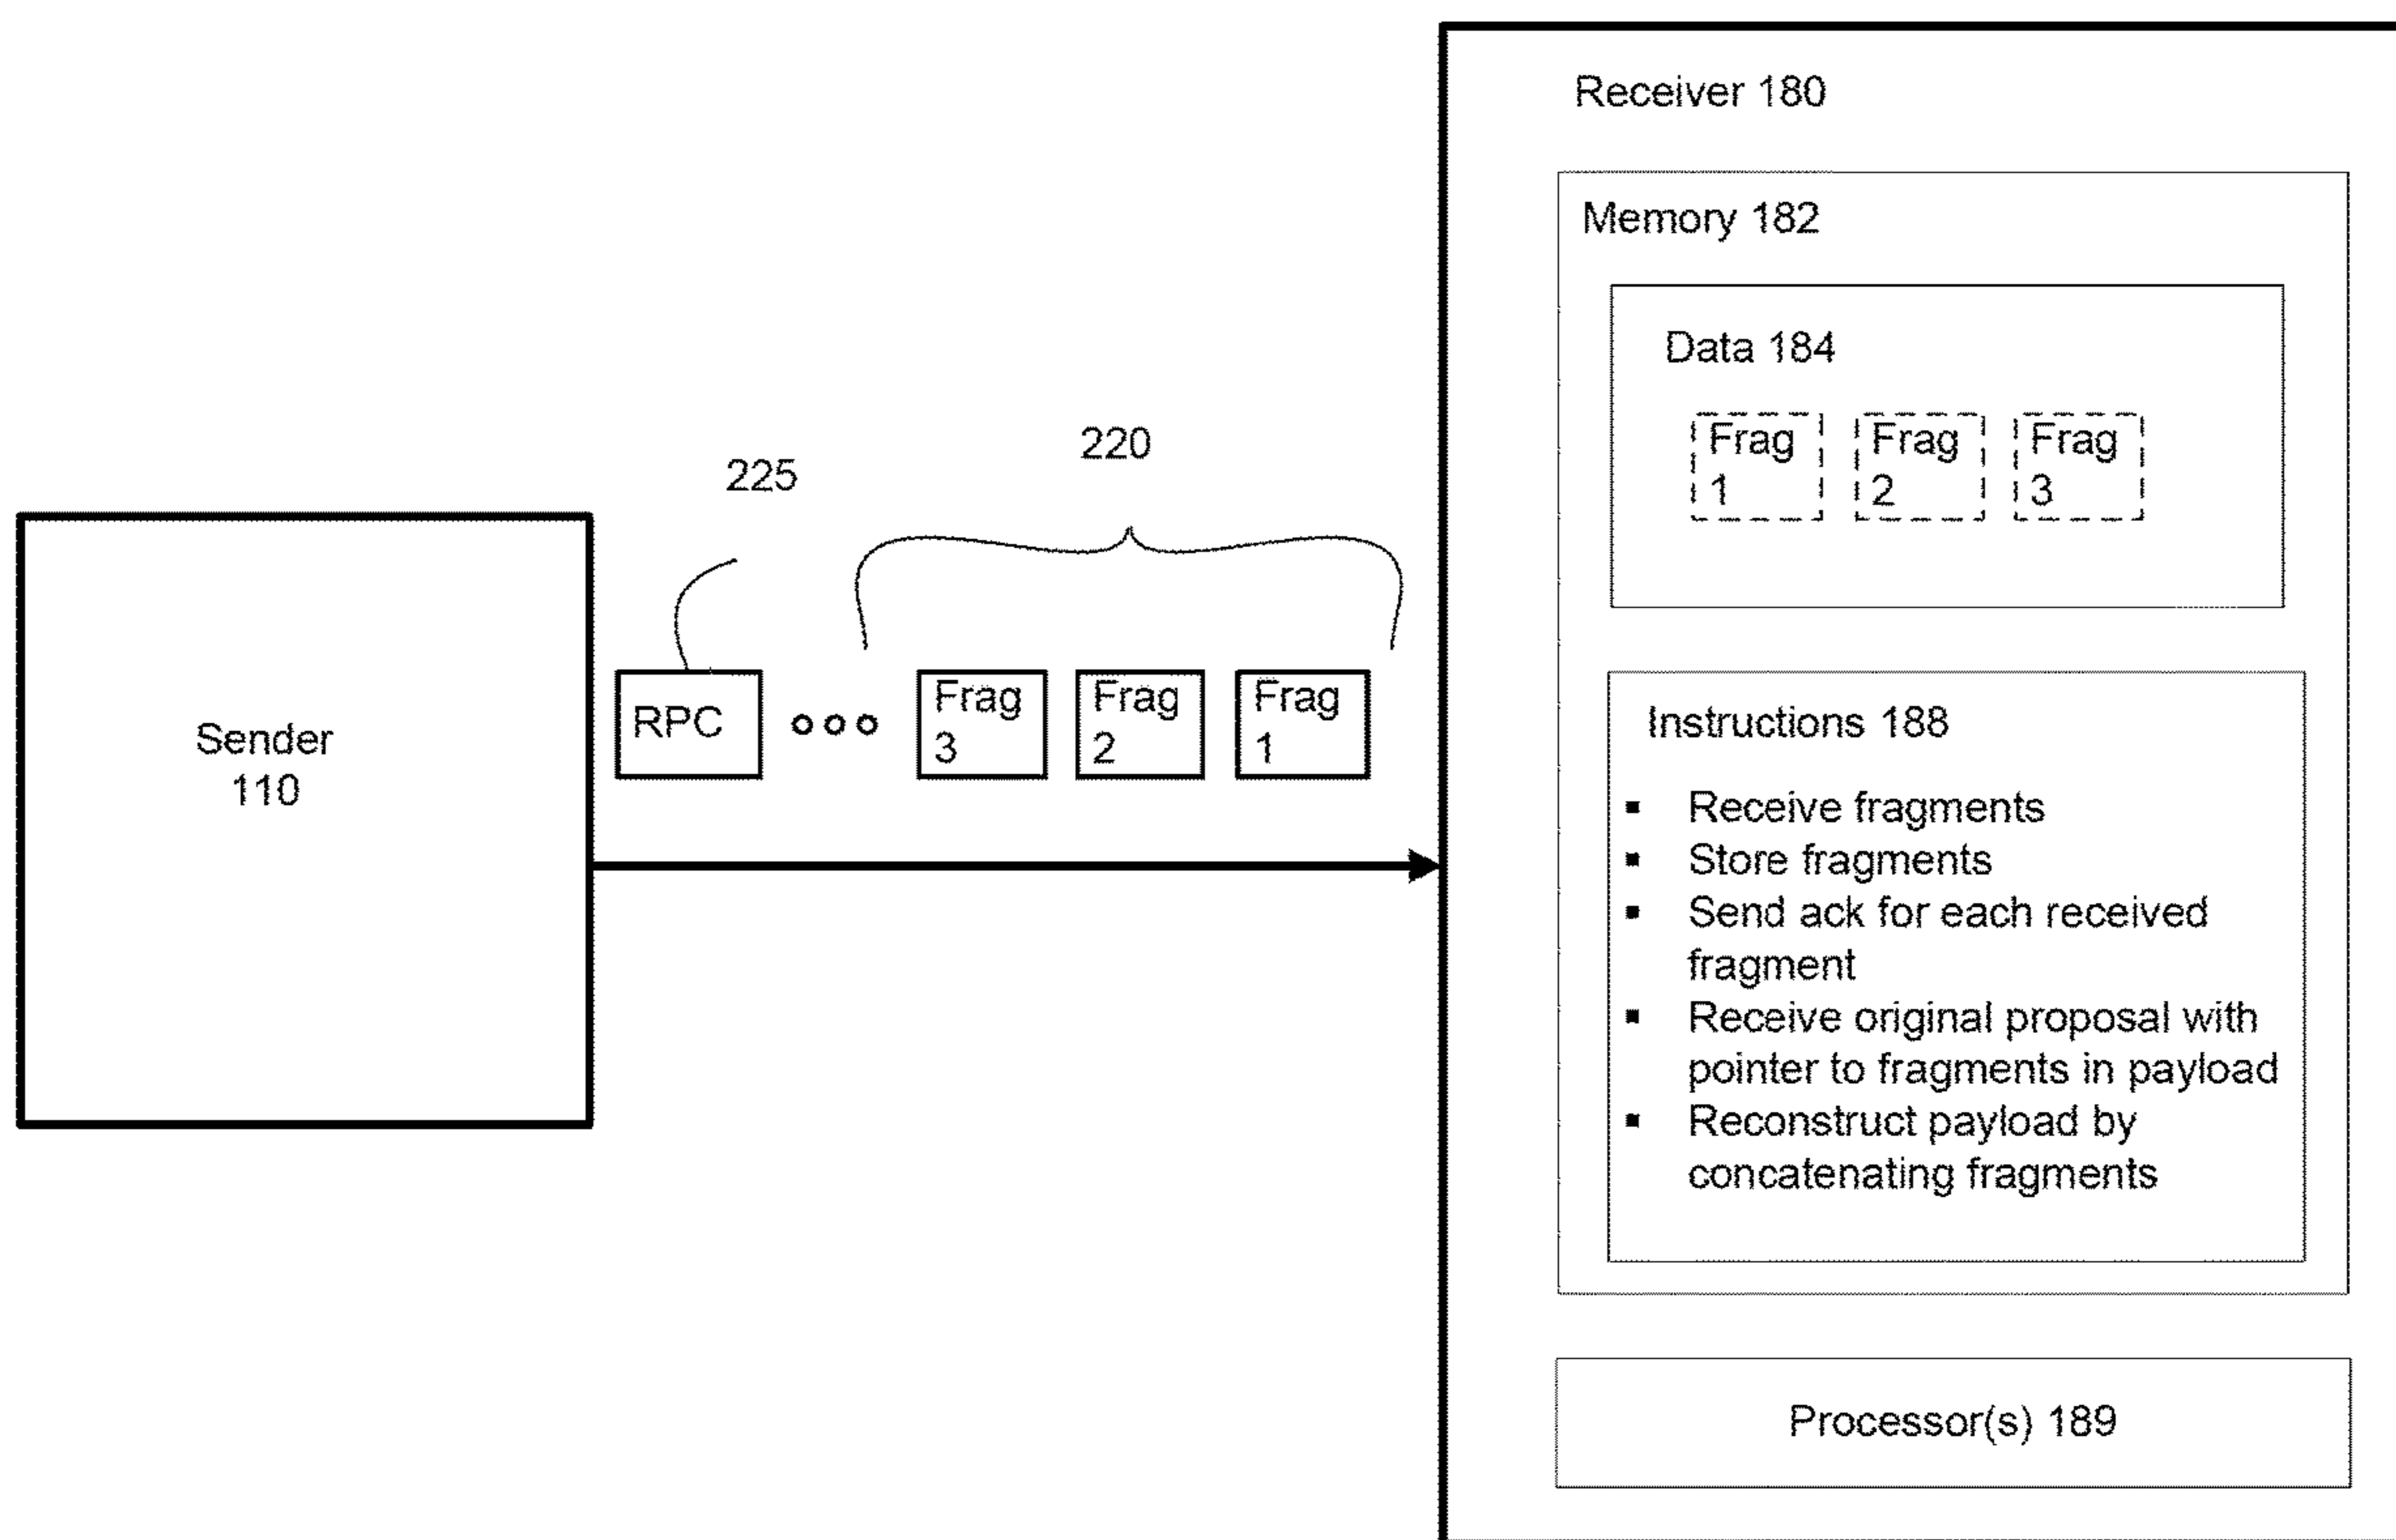 Receiver 180
Memory 182
Data 184
Frag
1
Frag
2
Frag
3
220
225
Sender
110
RPC
Frag
3
Frag
2
Frag
1
Instructions 188
▪ Receive fragments
▪ Store fragments
▪ Send ack for each received
fragment
▪ Receive original proposal with
pointer to fragments in payload
▪ Reconstruct payload by
concatenating fragments
Processor(s) 189